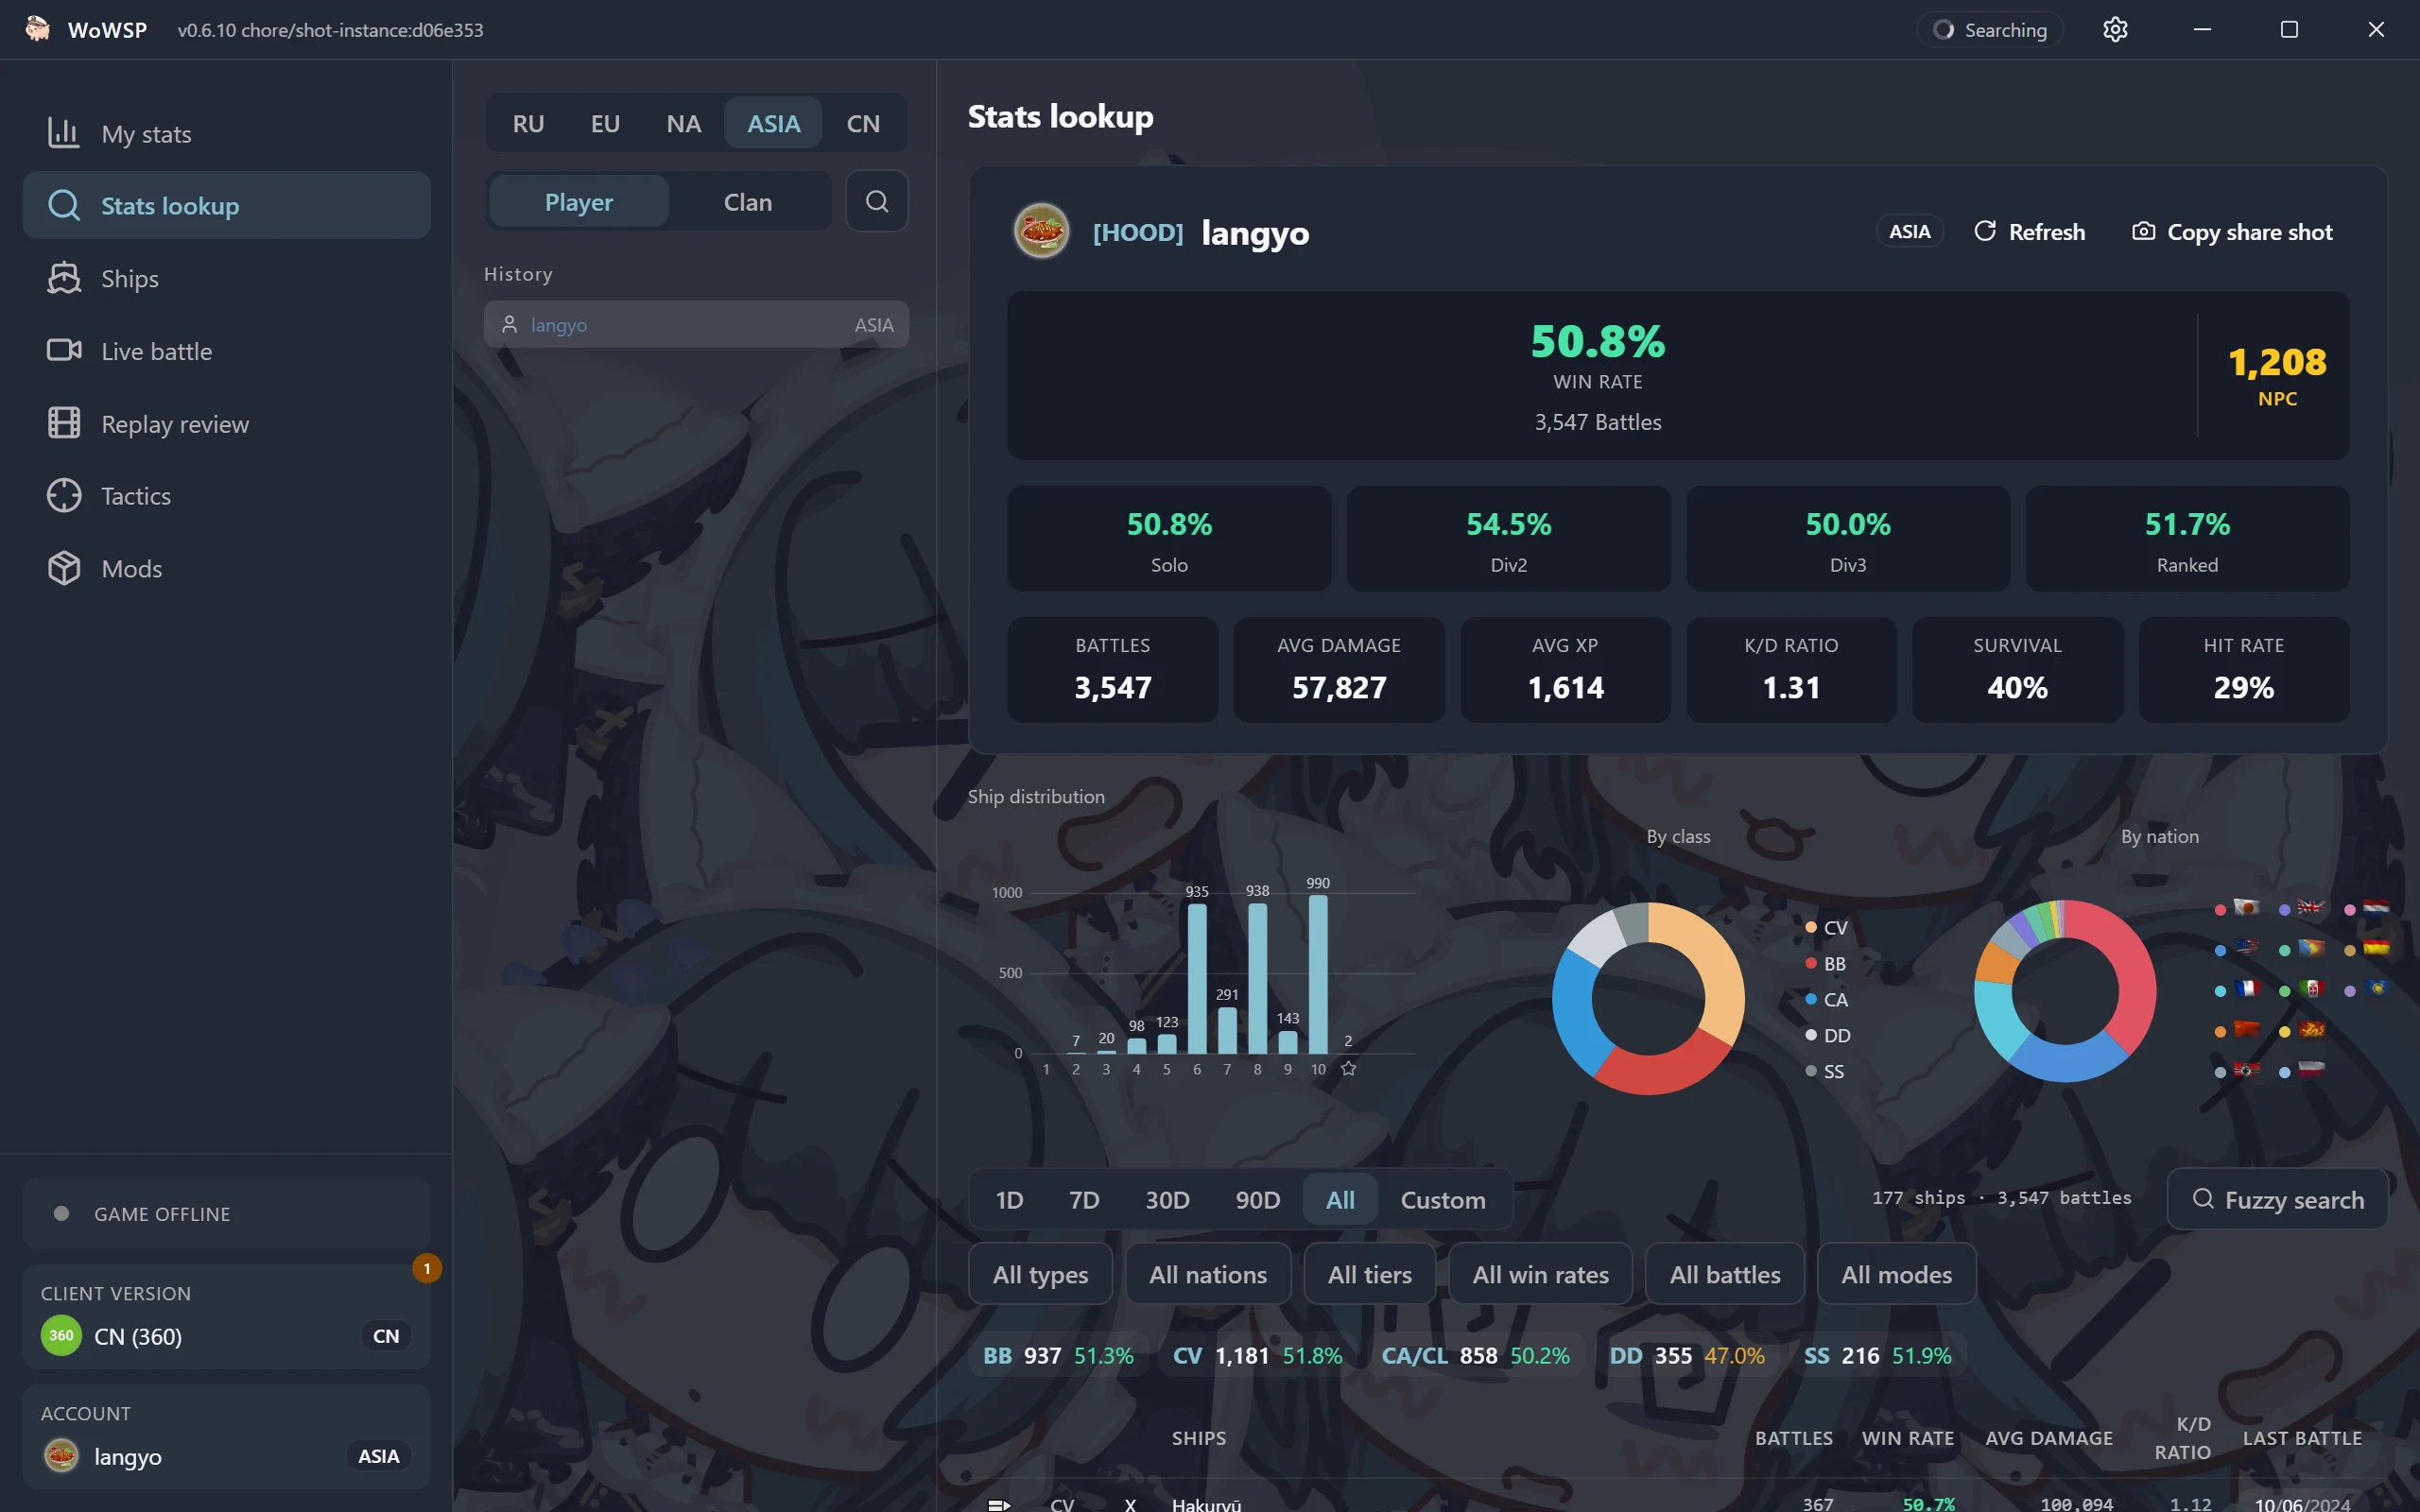 WoWSP v0.6.10 chore/shot-instance:d06e353 Searching
My stats
Stats lookup
Ships
Live battle
Replay review
Tactics
Mods
GAME OFFLINE
1
CLIENT VERSION
360 CN (360) CN
ACCOUNT
langyo ASIA
RU EU NA ASIA CN
Player Clan
History
langyo ASIA
Stats lookup
[HOOD] langyo ASIA Refresh Copy share shot
50.8%
WIN RATE
3,547 Battles
1,208
NPC
50.8% 54.5% 50.0% 51.7%
Solo Div2 Div3 Ranked
BATTLES AVG DAMAGE AVG XP K/D RATIO SURVIVAL HIT RATE
3,547 57,827 1,614 1.31 40% 29%
Ship distribution
1000
500
0
7 20 98 123 935 291 938 143 990 2
1 2 3 4 5 6 7 8 9 10
By class
CV
BB
CA
DD
SS
By nation
1D 7D 30D 90D All Custom 177 ships · 3,547 battles Fuzzy search
All types All nations All tiers All win rates All battles All modes
BB 937 51.3% CV 1,181 51.8% CA/CL 858 50.2% DD 355 47.0% SS 216 51.9%
SHIPS BATTLES WIN RATE AVG DAMAGE K/D RATIO LAST BATTLE
CV X Hakuryū 367 50.7% 100,094 1.12 10/06/2024